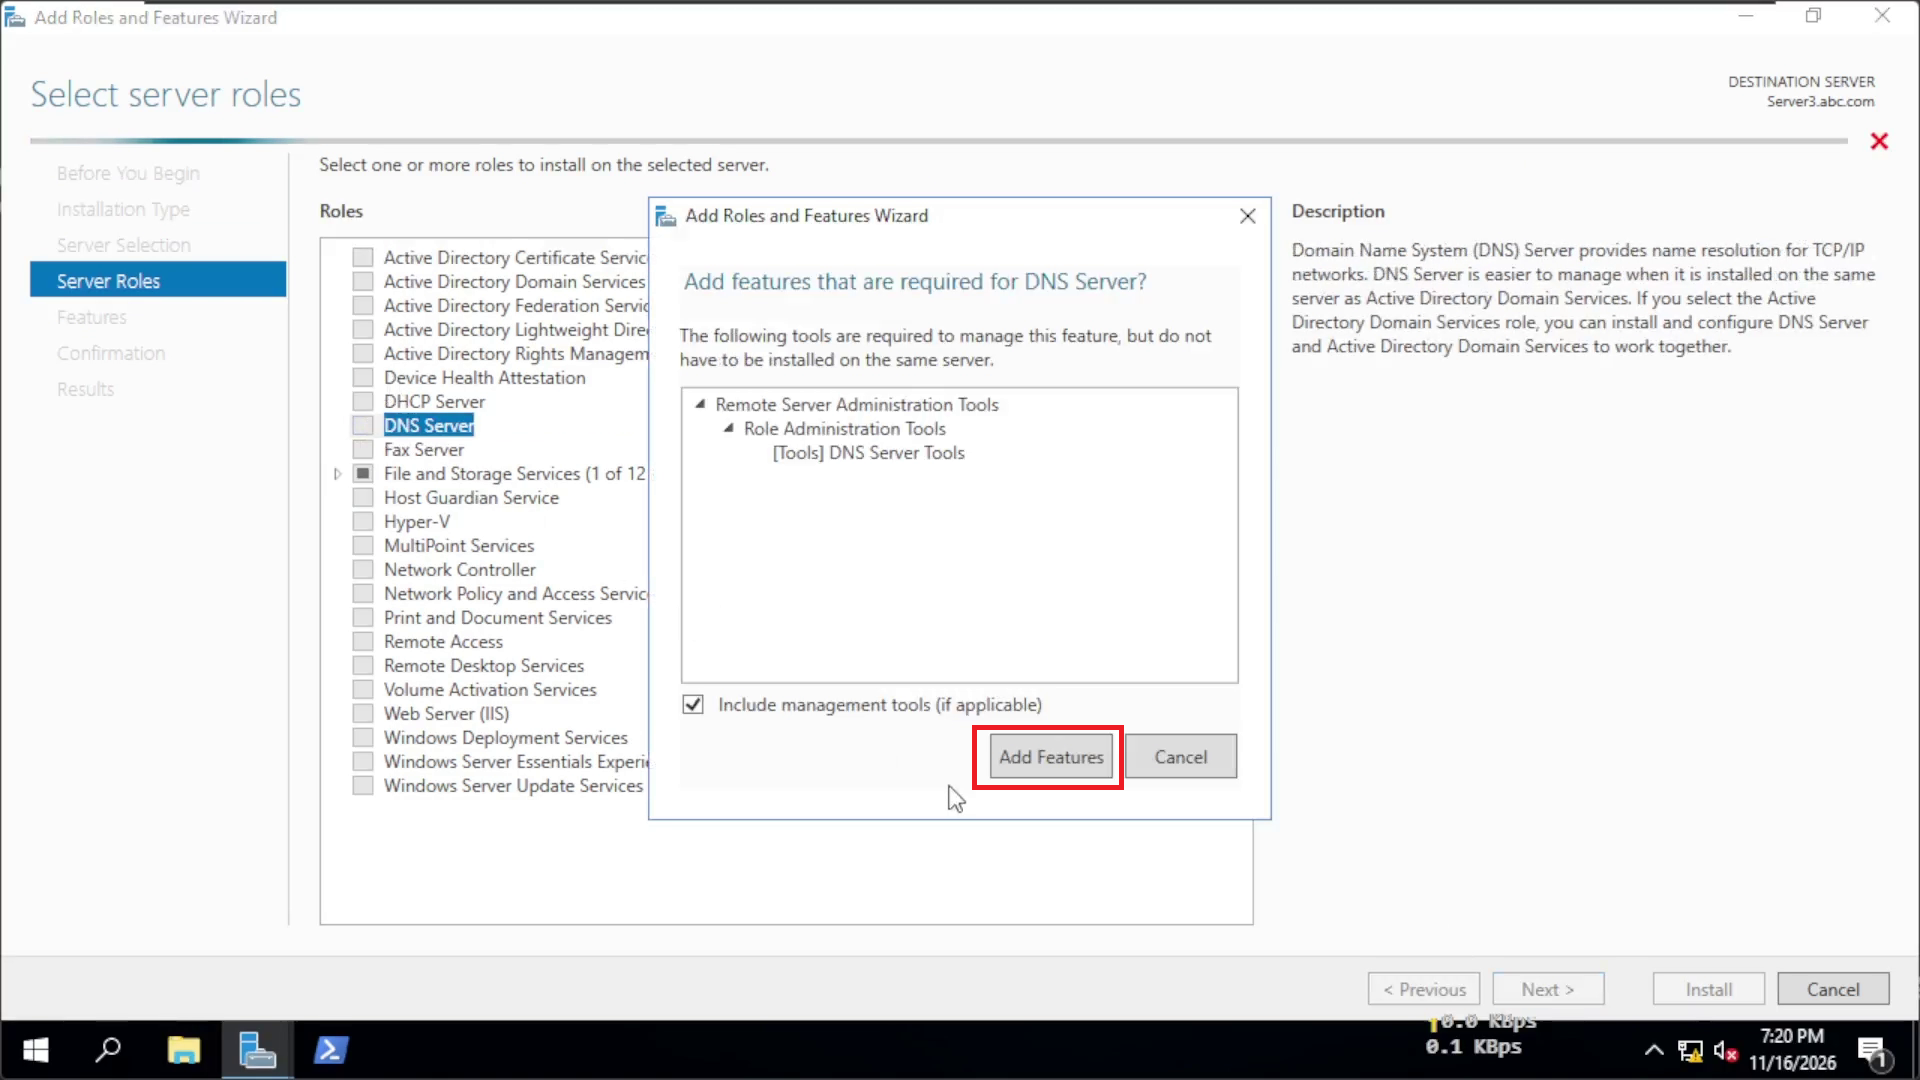 Add Roles and Features Wizard
Select server roles
DESTINATION SERVER
Server3.abc.com
Before You Begin
Installation Type
Server Selection
Server Roles
Features
Confirmation
Results
Select one or more roles to install on the selected server.
Roles
Active Directory Certificate Servic
Active Directory Domain Services
Active Directory Federation Servic
Active Directory Lightweight Dire
Active Directory Rights Managem
Device Health Attestation
DHCP Server
DNS Server
Fax Server
File and Storage Services (1 of 12
Host Guardian Service
Hyper-V
MultiPoint Services
Network Controller
Network Policy and Access Servic
Print and Document Services
Remote Access
Remote Desktop Services
Volume Activation Services
Web Server (IIS)
Windows Deployment Services
Windows Server Essentials Experi
Windows Server Update Services
Add Roles and Features Wizard
Add features that are required for DNS Server?
The following tools are required to manage this feature, but do not
have to be installed on the same server.
Remote Server Administration Tools
Role Administration Tools
[Tools] DNS Server Tools
Include management tools (if applicable)
Add Features
Cancel
Description
Domain Name System (DNS) Server provides name resolution for TCP/IP
networks. DNS Server is easier to manage when it is installed on the same
server as Active Directory Domain Services. If you select the Active
Directory Domain Services role, you can install and configure DNS Server
and Active Directory Domain Services to work together.
< Previous
Next >
Install
Cancel
0.0 KBps
0.1 KBps
7:20 PM
11/16/2026
1